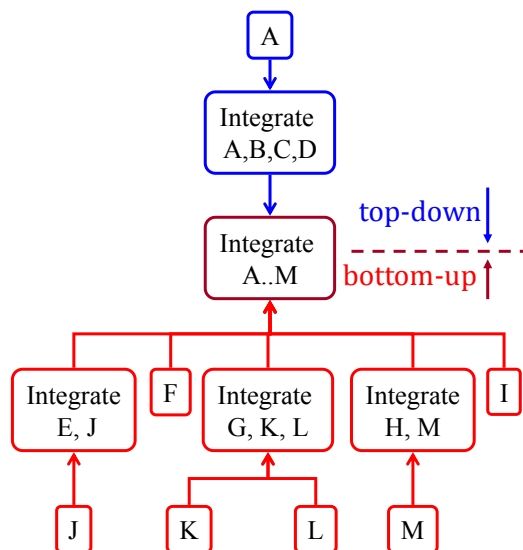 A
Integrate
A,B,C,D
top-down
Integrate
A..M
bottom-up
Integrate
E, J
F
Integrate
G, K, L
Integrate
H, M
I
J
K
L
M